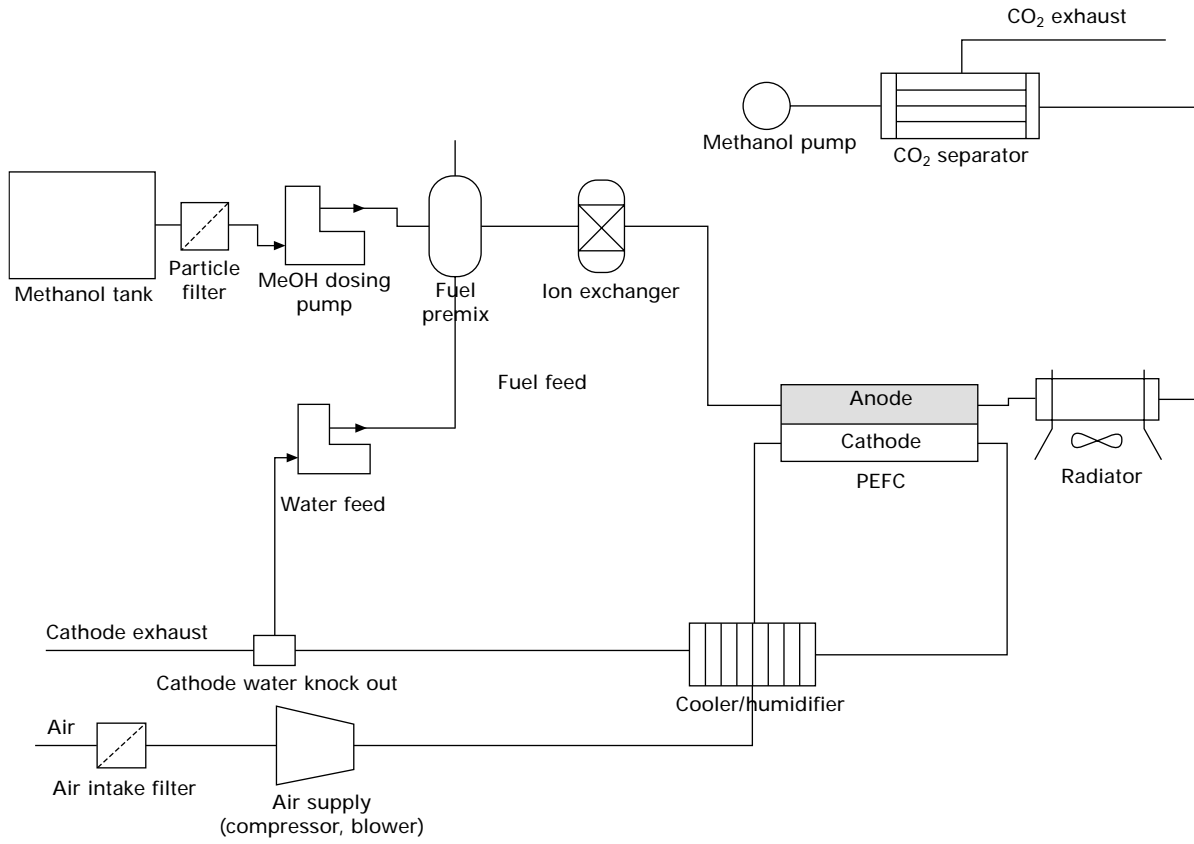 CO₂ exhaust
Methanol pump
CO₂ separator
Methanol tank
Particle
filter
MeOH dosing
pump
Fuel
premix
Ion exchanger
Fuel feed
Anode
Cathode
PEFC
Radiator
Water feed
Cathode exhaust
Cathode water knock out
Cooler/humidifier
Air
Air intake filter
Air supply
(compressor, blower)